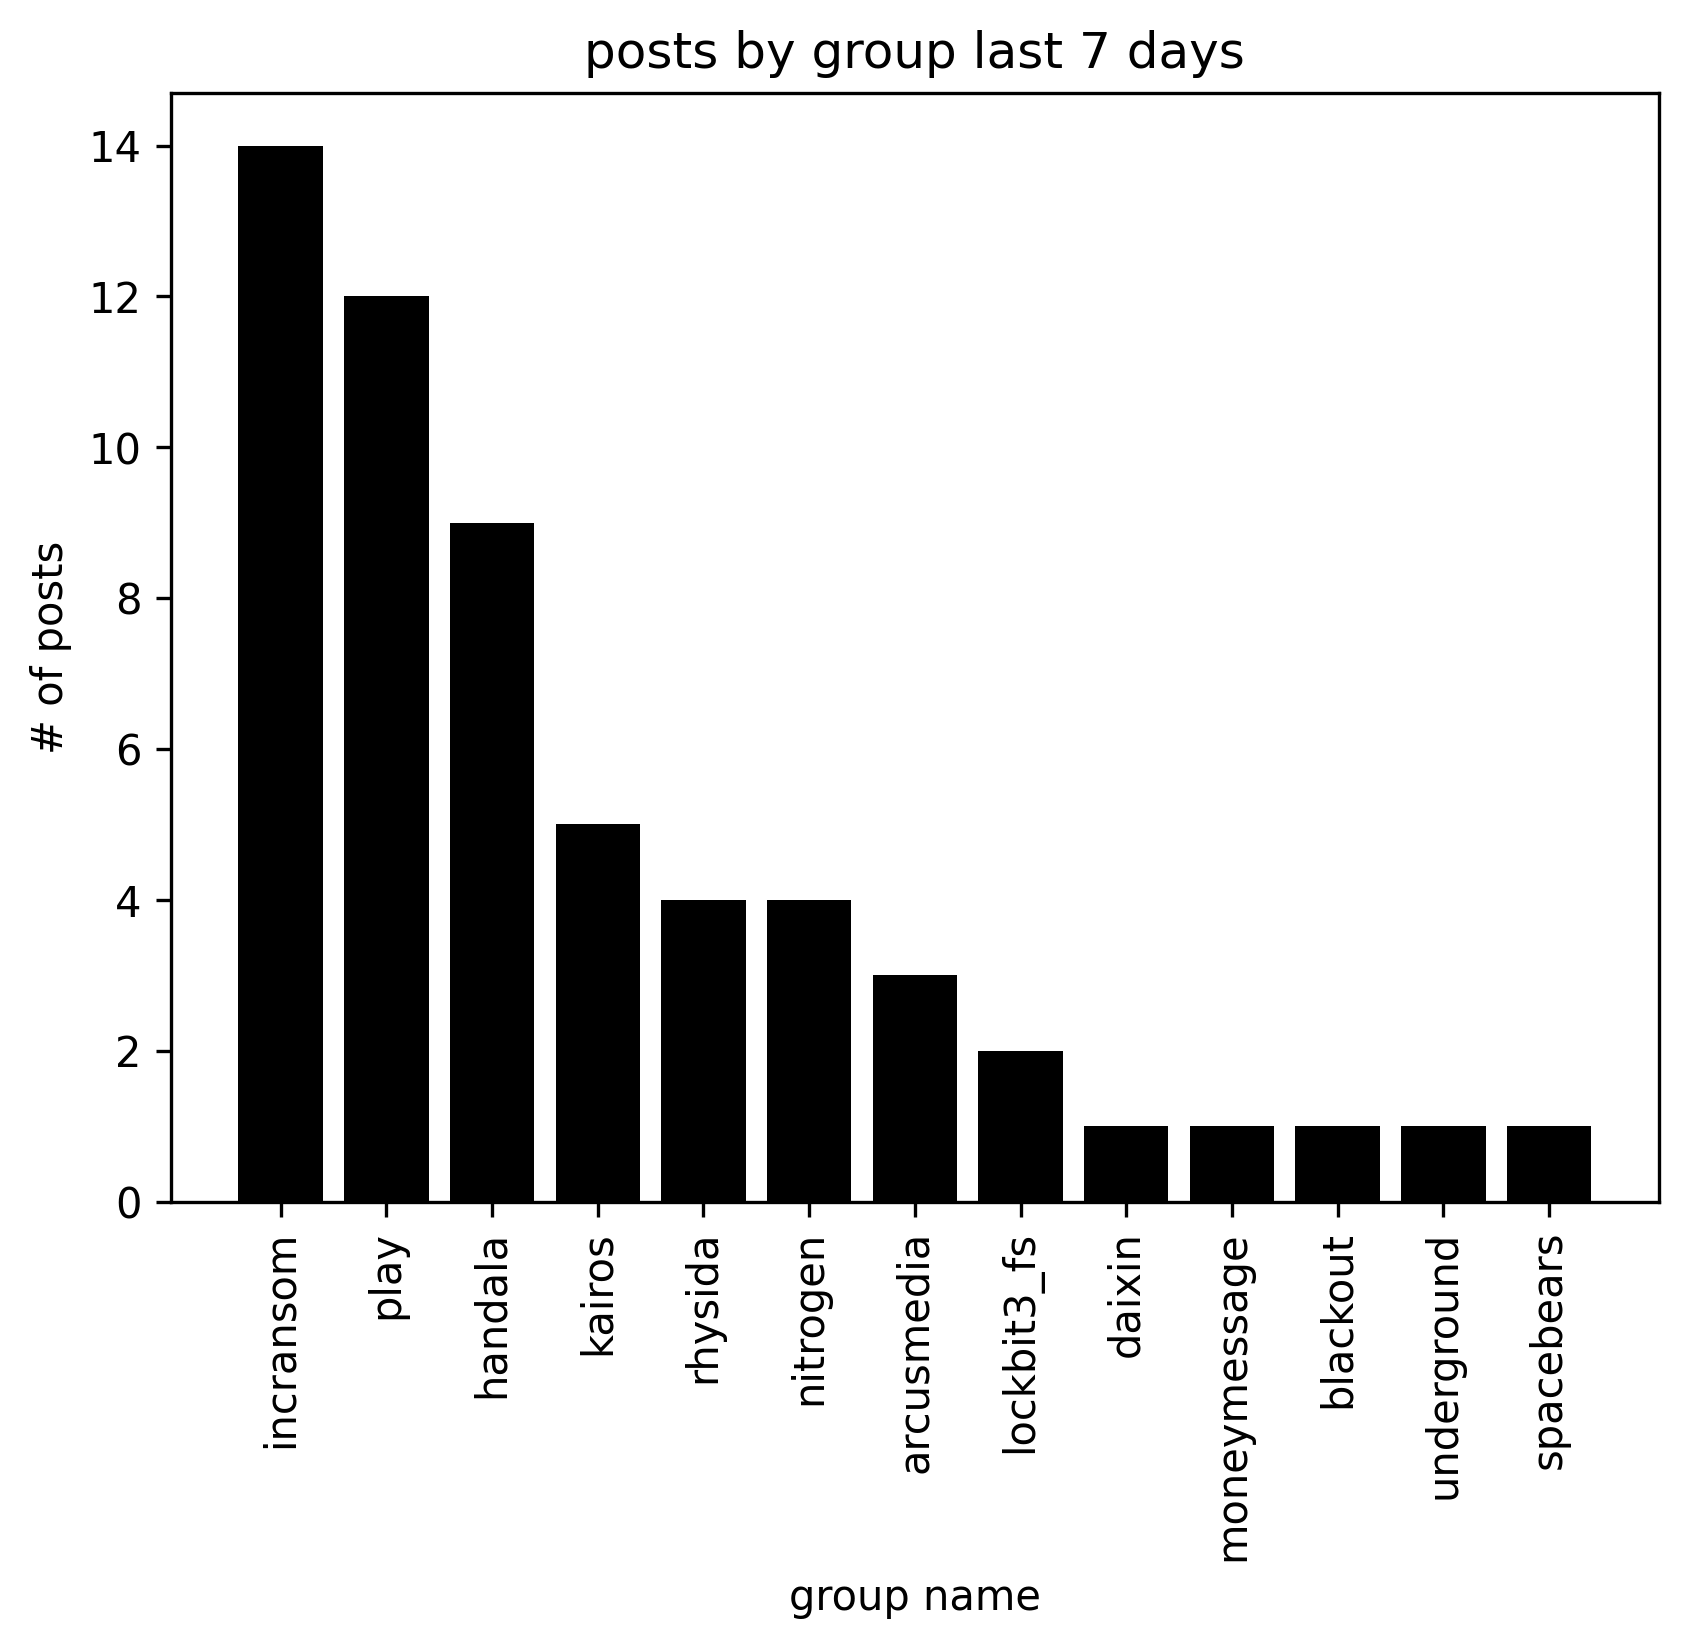 posts by group last 7 days
14
12
10
8
6
4
2
0
# of posts
incransom
play
handala
kairos
rhysida
nitrogen
arcusmedia
lockbit3_fs
daixin
moneymessage
blackout
underground
spacebears
group name